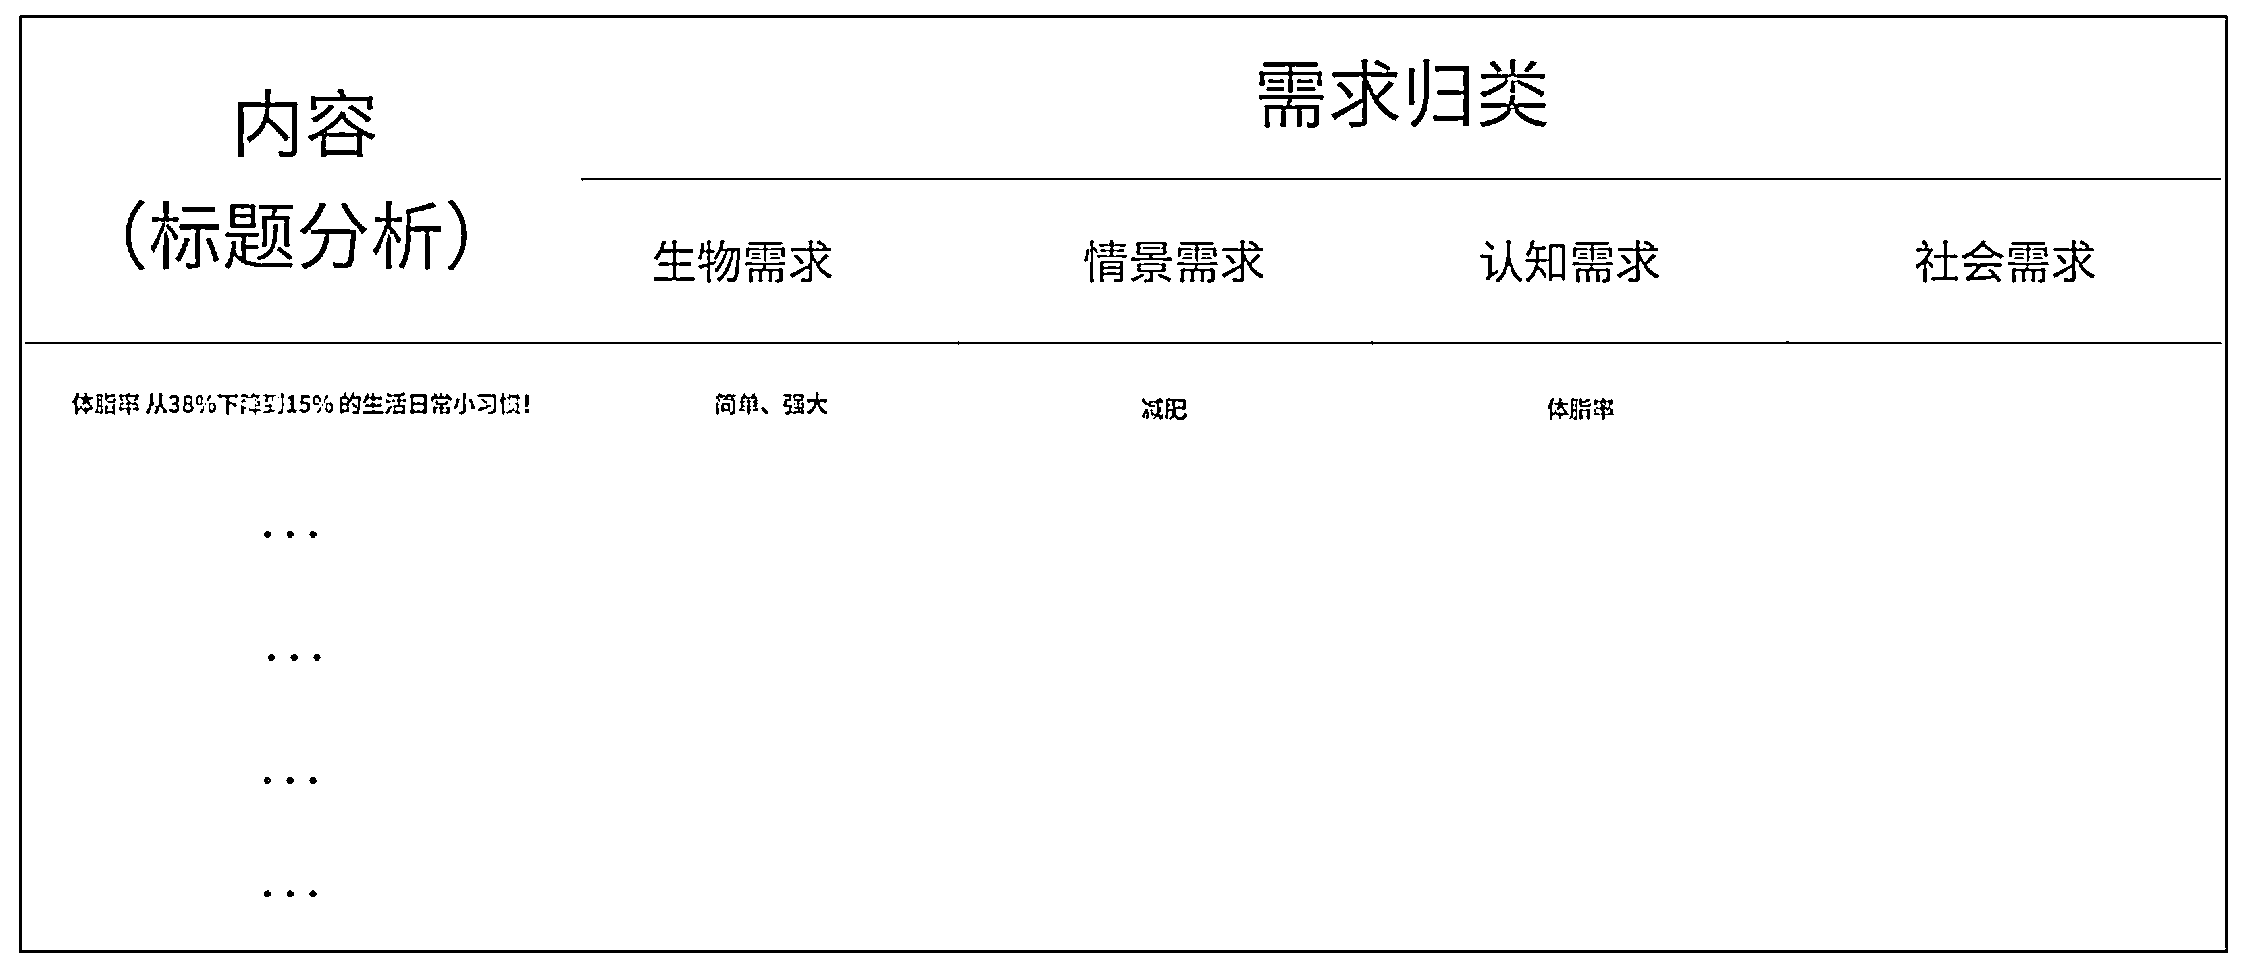 内容
（标题分析）
需求归类
生物需求
情景需求
认知需求
社会需求
体脂率 从38%下降到15% 的生活日常小习惯！
简单、强大
减肥
体脂率
...
...
...
...